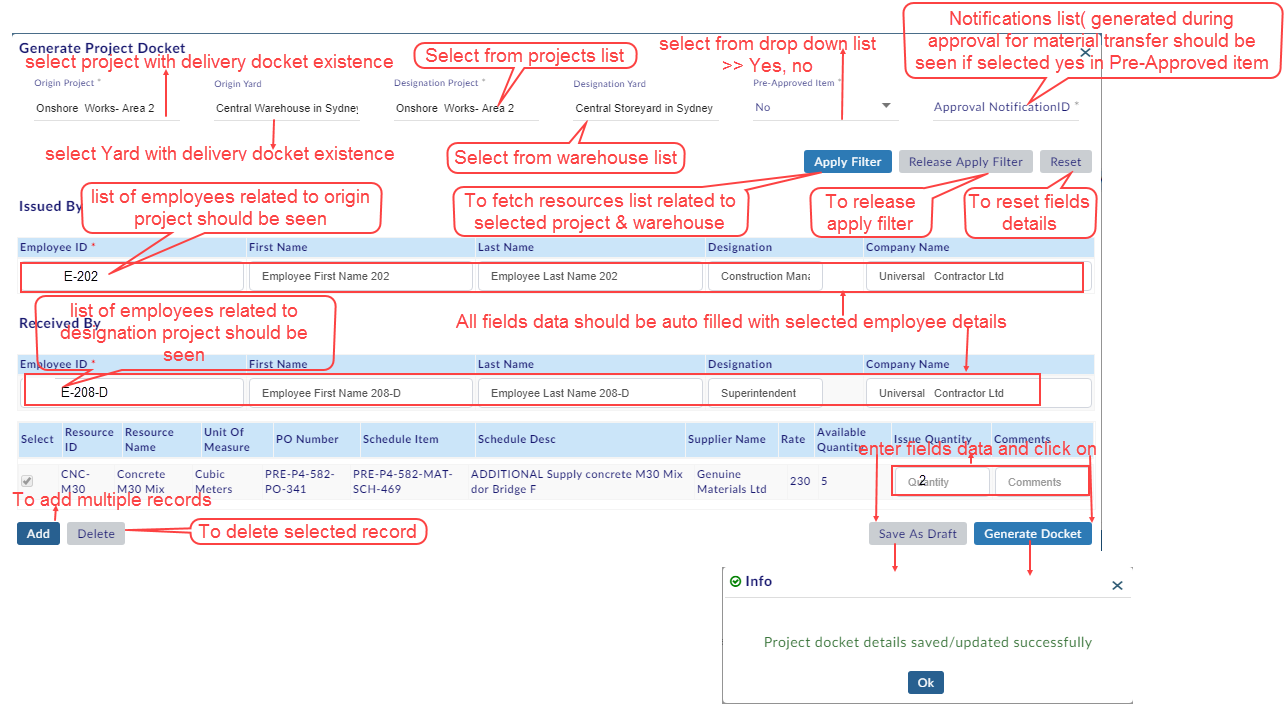 Notifications list( generated during
approval for material transfer should be
seen if selected yes in Pre-Approved item
Generate Project Docket
select project with delivery docket existence
Select from projects list
select from drop down list
>> Yes, no
Origin Project *
Origin Yard
Designation Project *
Designation Yard
Pre-Approved Item *
Onshore Works- Area 2
Central Warehouse in Sydney
Onshore Works- Area 2
Central Storeyard in Sydney
No
Approval NotificationID *
select Yard with delivery docket existence
Select from warehouse list
Apply Filter
Release Apply Filter
Reset
Issued By
list of employees related to origin
project should be seen
To fetch resources list related to
selected project & warehouse
To release
apply filter
To reset fields
details
Employee ID * First Name Last Name Designation Company Name
E-202 Employee First Name 202 Employee Last Name 202 Construction Mana Universal Contractor Ltd
Received By
list of employees related to
designation project should be
seen
All fields data should be auto filled with selected employee details
Employee ID * First Name Last Name Designation Company Name
E-208-D Employee First Name 208-D Employee Last Name 208-D Superintendent Universal Contractor Ltd
Select
Resource
ID
Resource
Name
Unit Of
Measure
PO Number
Schedule Item
Schedule Desc
Supplier Name
Rate
Available
Quantity
Issue Quantity
Comments
enter fields data and click on
CNC-
M30
Concrete
M30 Mix
Cubic
Meters
PRE-P4-582-
PO-341
PRE-P4-582-MAT-
SCH-469
ADDITIONAL Supply concrete M30 Mix
dor Bridge F
Genuine
Materials Ltd
230
5
Quantity
2
Comments
To add multiple records
Add
Delete
To delete selected record
Save As Draft
Generate Docket
Info
Project docket details saved/updated successfully
Ok